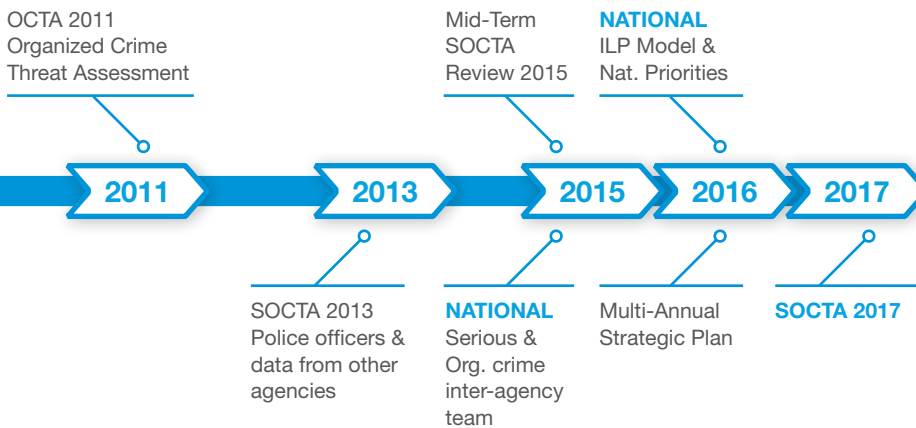 OCTA 2011
Organized Crime
Threat Assessment
Mid-Term
SOCTA
Review 2015
NATIONAL
ILP Model &
Nat. Priorities
2011
2013
2015
2016
2017
SOCTA 2013
Police officers &
data from other
agencies
NATIONAL
Serious &
Org. crime
inter-agency
team
Multi-Annual
Strategic Plan
SOCTA 2017